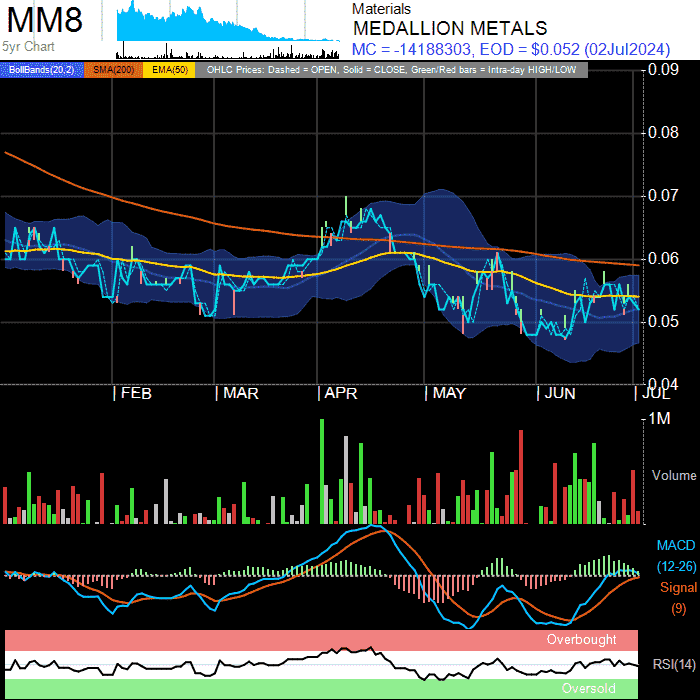 MM8
5yr Chart
Materials
MEDALLION METALS
MC = -14188303, EOD = $0.052 (02Jul2024)
BollBands(20,2) SMA(200) EMA(50) OHLC Prices: Dashed = OPEN, Solid = CLOSE, Green/Red bars = Intra-day HIGH/LOW
0.09
0.08
0.07
0.06
0.05
0.04
FEB MAR APR MAY JUN JUL
1M
Volume
MACD
(12-26)
Signal
(9)
Overbought
RSI(14)
Oversold